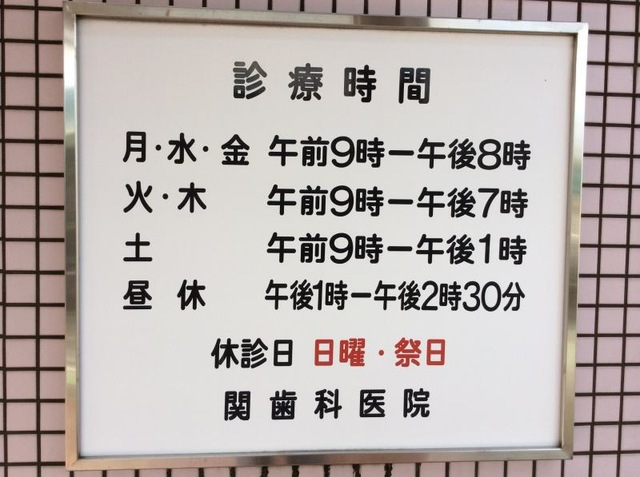 診療時間
月・水・金 午前9時ー午後8時
火・木 午前9時ー午後7時
土 午前9時ー午後1時
昼休 午後1時ー午後2時30分
休診日 日曜・祭日
関歯科医院